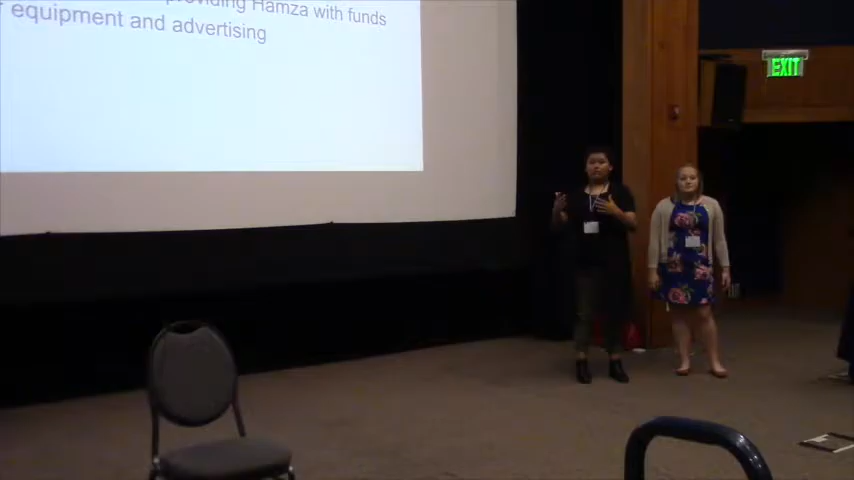 providing Hamza with funds
equipment and advertising
EXIT